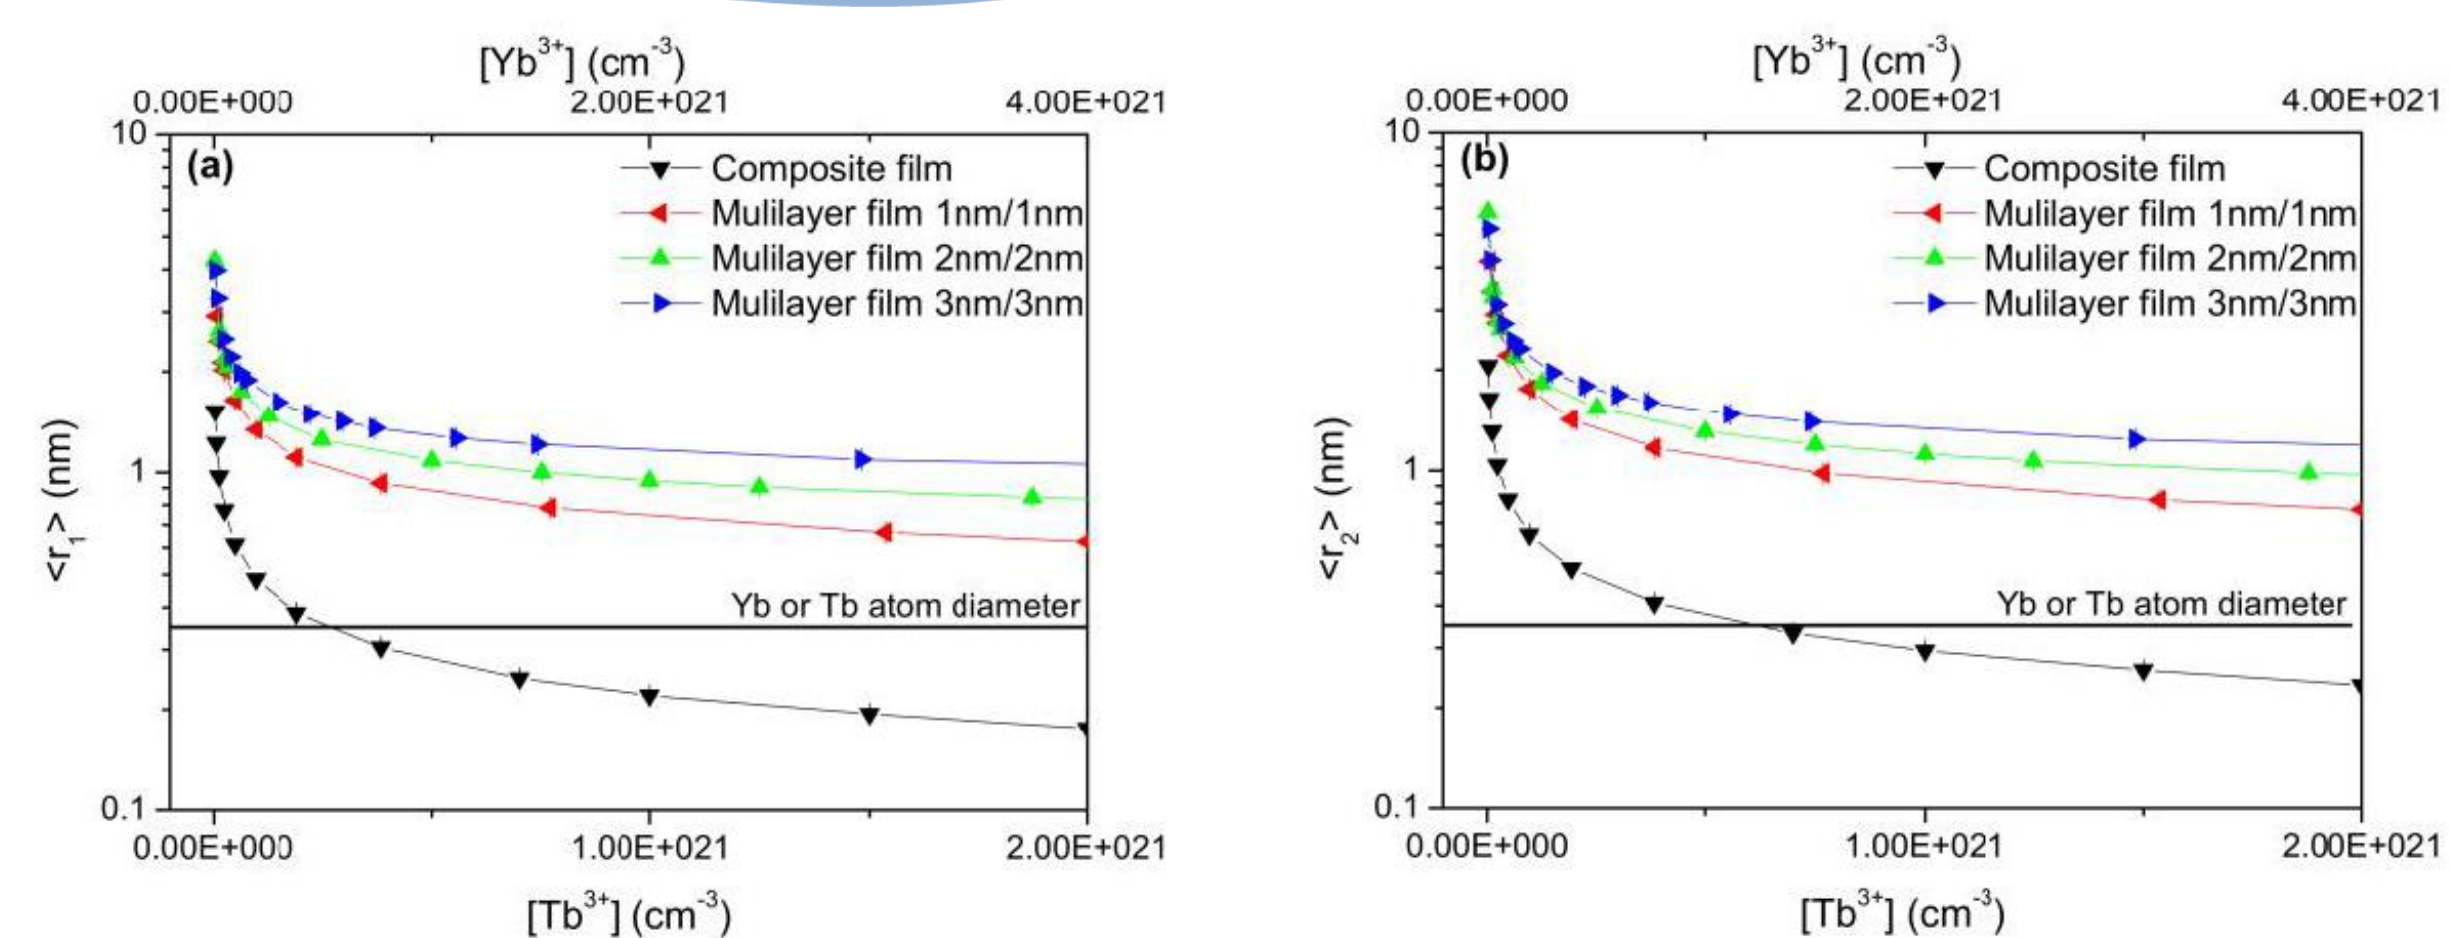 [Yb³⁺] (cm⁻³)
0.00E+000 2.00E+021 4.00E+021
10
(a)
Composite film
Mulilayer film 1nm/1nm
Mulilayer film 2nm/2nm
Mulilayer film 3nm/3nm
<r₁> (nm)
1
Yb or Tb atom diameter
0.1
0.00E+000 1.00E+021 2.00E+021
[Tb³⁺] (cm⁻³)
[Yb³⁺] (cm⁻³)
0.00E+000 2.00E+021 4.00E+021
10
(b)
Composite film
Mulilayer film 1nm/1nm
Mulilayer film 2nm/2nm
Mulilayer film 3nm/3nm
<r₂> (nm)
1
Yb or Tb atom diameter
0.1
0.00E+000 1.00E+021 2.00E+021
[Tb³⁺] (cm⁻³)